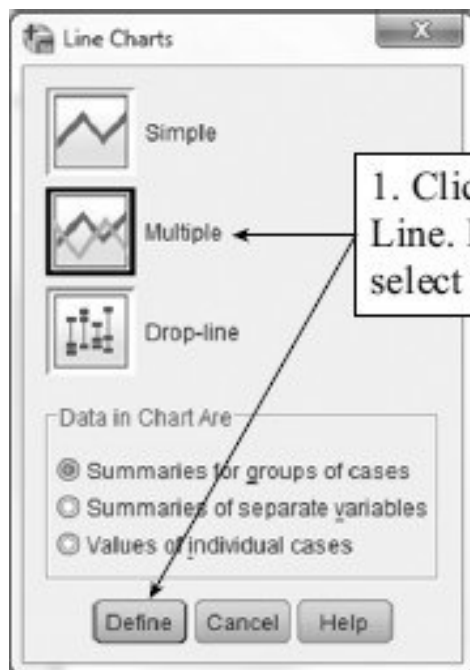 Line Charts
Simple
Multiple
Drop-line
1. Clic
Line.
select
Data in Chart Are
Summaries for groups of cases
Summaries of separate variables
Values of individual cases
Define Cancel Help